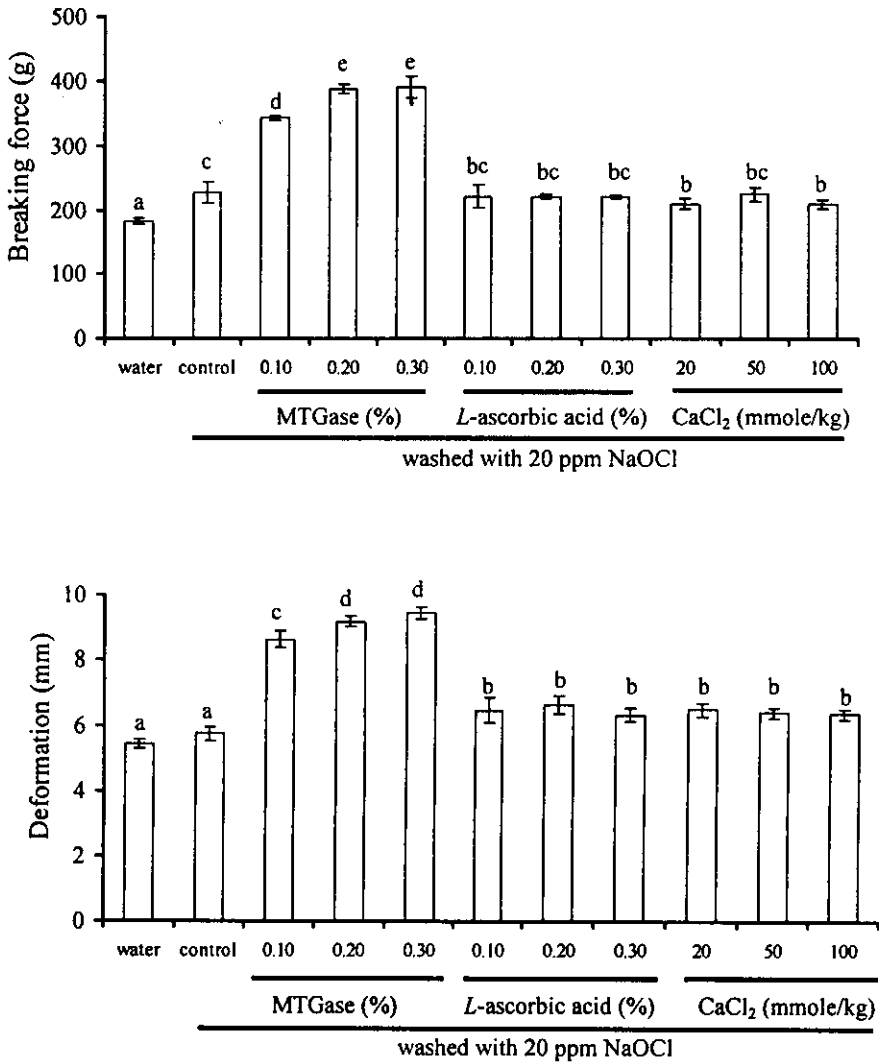 Breaking force (g)
500
400
300
200
100
0
a
c
d
e
e
bc
bc
bc
b
bc
b
water control 0.10 0.20 0.30 0.10 0.20 0.30 20 50 100
MTGase (%) L-ascorbic acid (%) CaCl₂ (mmole/kg)
washed with 20 ppm NaOCl
Deformation (mm)
10
8
6
4
2
0
a
a
c
d
d
b
b
b
b
b
b
water control 0.10 0.20 0.30 0.10 0.20 0.30 20 50 100
MTGase (%) L-ascorbic acid (%) CaCl₂ (mmole/kg)
washed with 20 ppm NaOCl